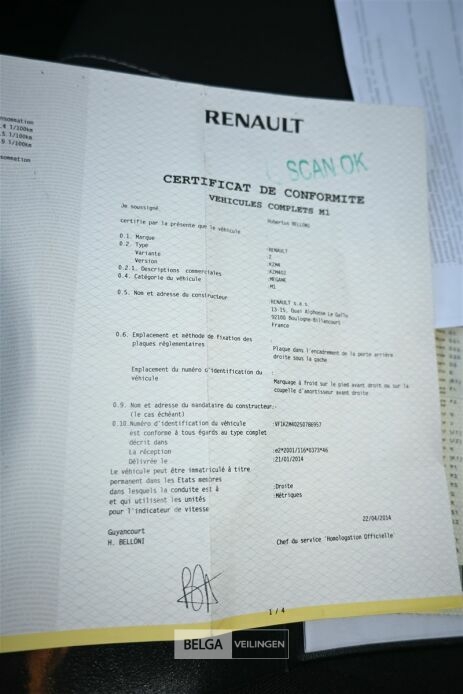 RENAULT
SCAN OK
CERTIFICAT DE CONFORMITE
VEHICULES COMPLETS M1
Je soussigné Hubertus BELLONI
certifie par la présente que le véhicule
0.1. Marque :RENAULT
0.2. Type :Z
Variante
Version
0.2.1. Descriptions commerciales :MEGANE
0.4. Catégorie du véhicule :M1
0.5. Nom et adresse du constructeur :RENAULT s.a.s.
13-15, Quai Alphonse Le Gallo
92100 Boulogne-Billancourt
France
0.6. Emplacement et méthode de fixation des
plaques réglementaires
Plaque dans l'encadrement de la porte arrière
droite sous la gache
Emplacement du numéro d'identification du :
véhicule
Marquage à froid sur le pied avant droit ou sur la
coupelle d'amortisseur avant droite
0.9. Nom et adresse du mandataire du constructeur:-
(le cas échéant)
0.10.Numéro d'identification du véhicule
est conforme à tous égards au type complet
décrit dans
La réception :e2*2001/116*0373*46
Délivrée le :21/01/2014
Le véhicule peut être immatriculé à titre
permanent dans les Etats membres
dans lesquels la conduite est à :Droite
et qui utilisent les unités :Métriques
pour l'indicateur de vitesse
22/04/2014
Guyancourt
H. BELLONI
Chef du service 'Homologation Officielle'
1 / 4
BELGA VEILINGEN